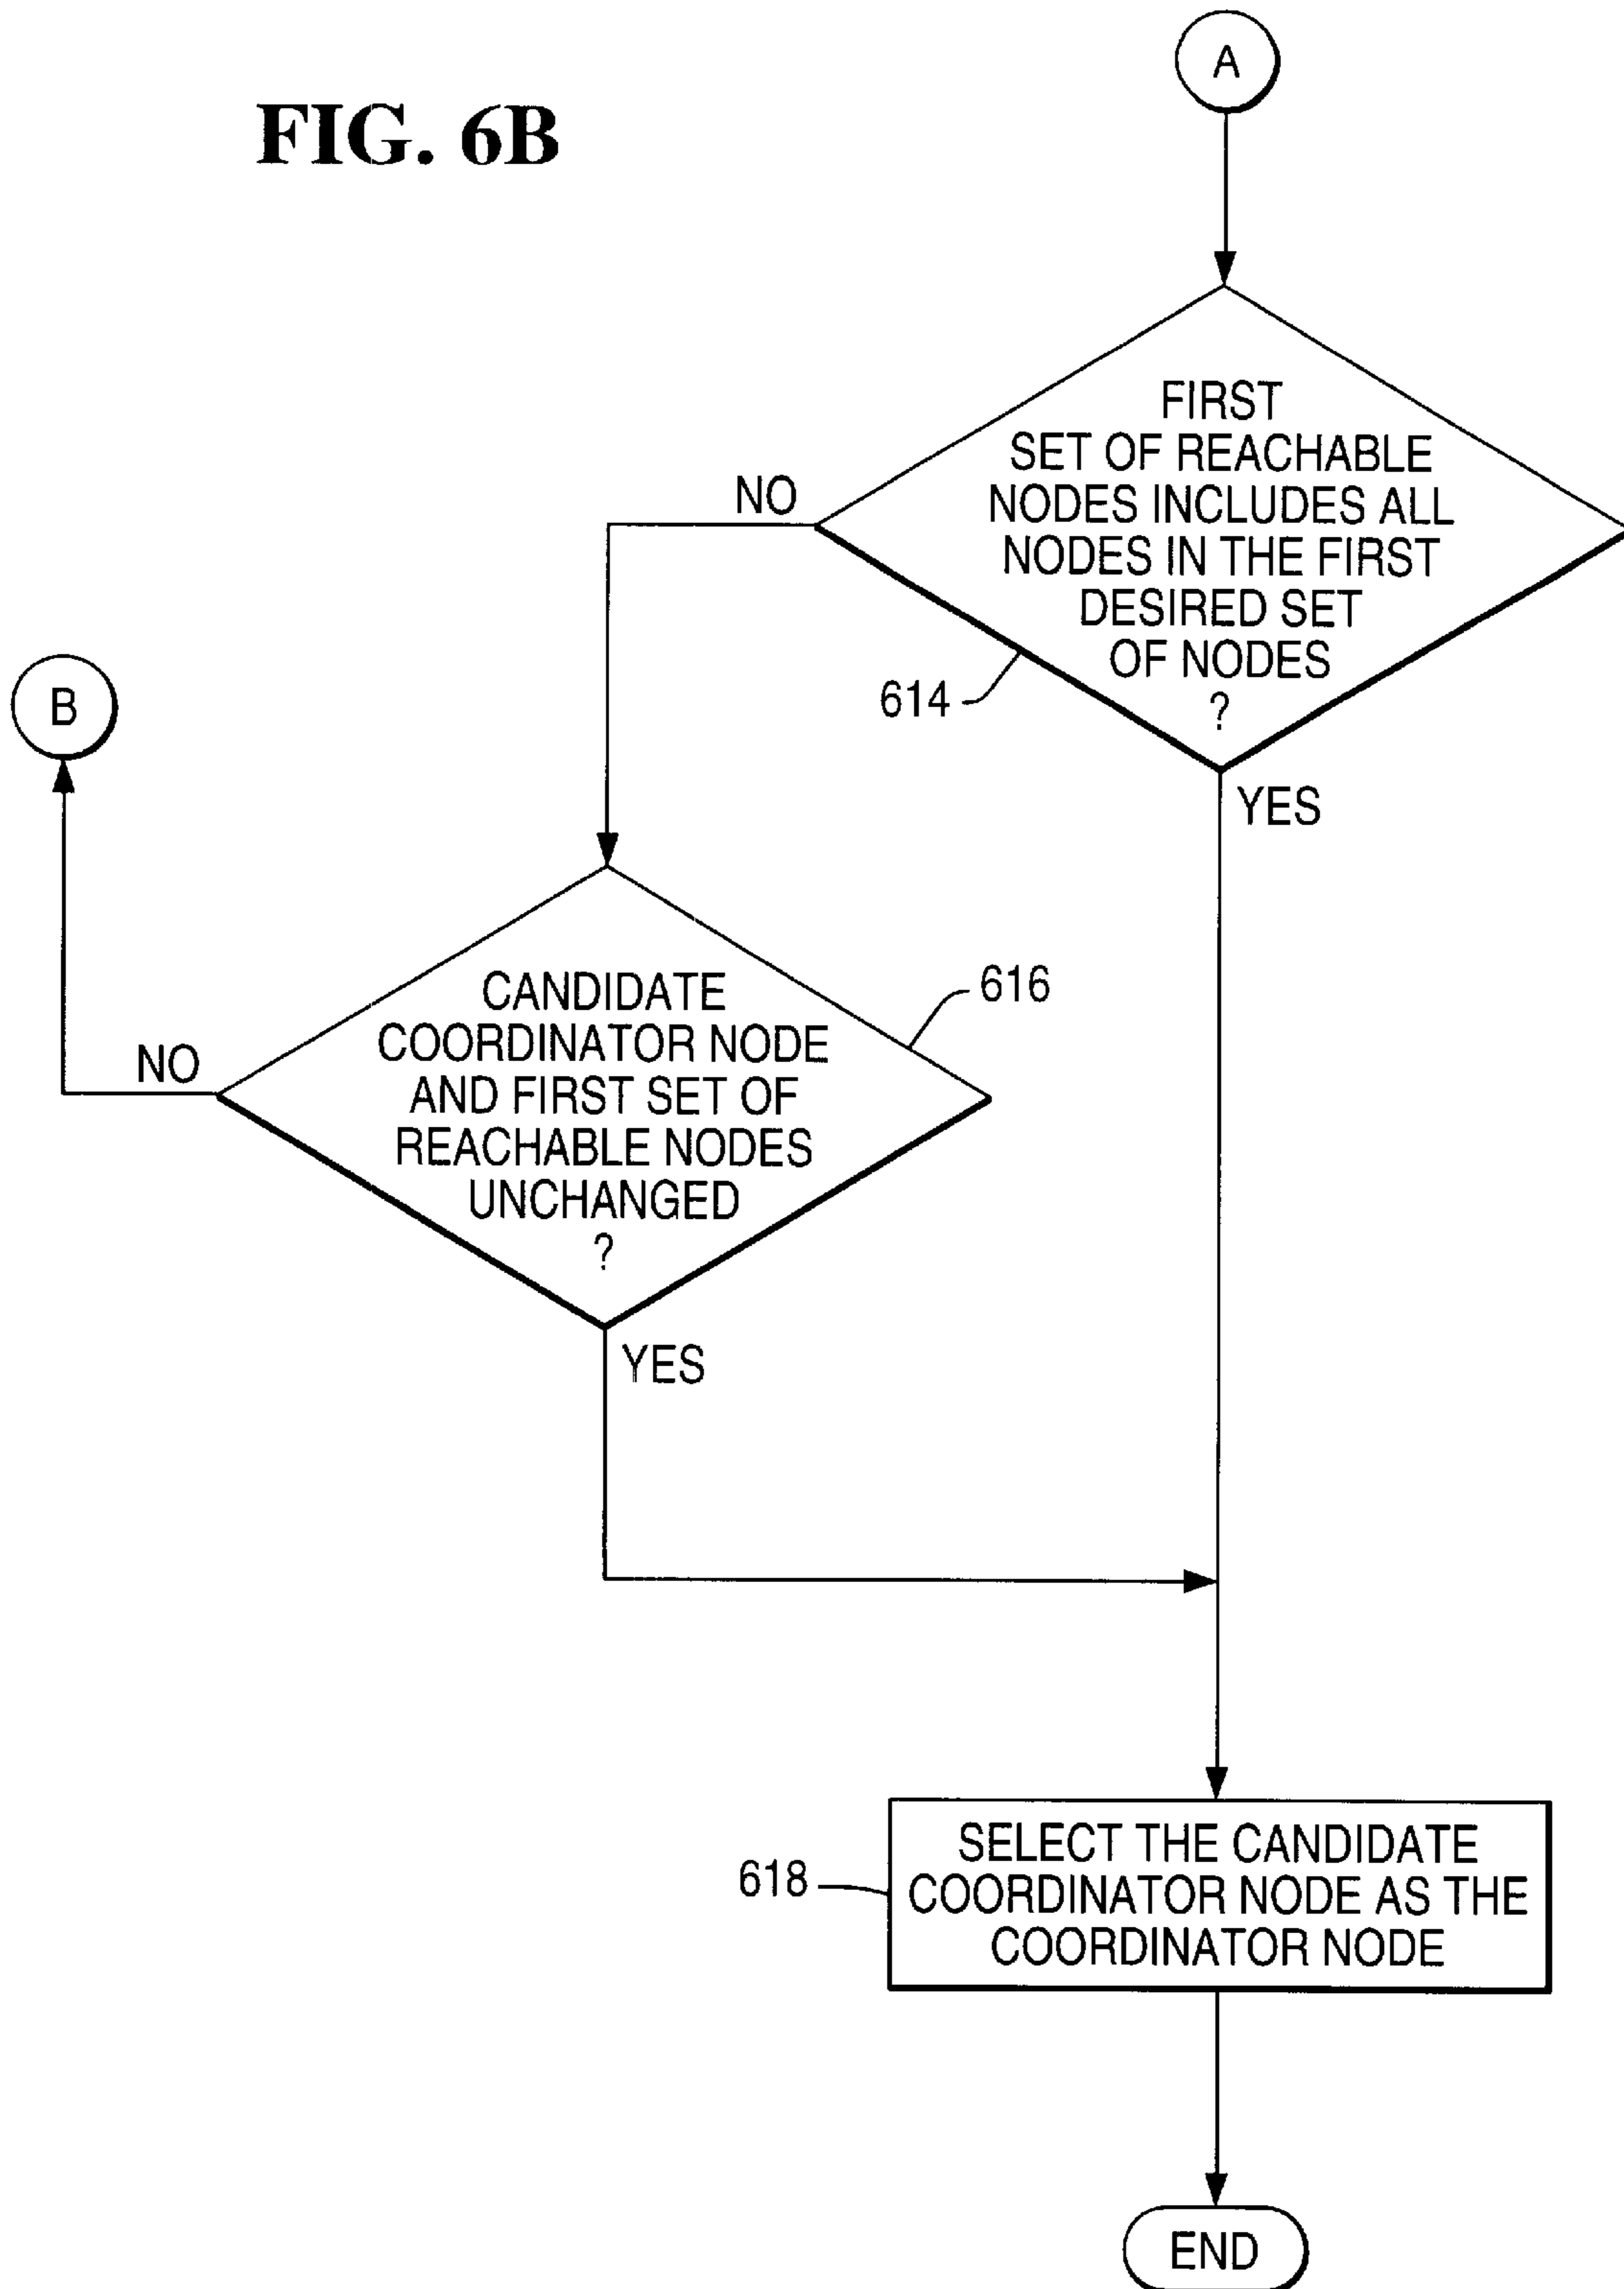 A
FIG. 6B
FIRST
SET OF REACHABLE
NODES INCLUDES ALL
NODES IN THE FIRST
DESIRED SET
OF NODES
?
NO
614
YES
B
CANDIDATE
COORDINATOR NODE
AND FIRST SET OF
REACHABLE NODES
UNCHANGED
?
616
NO
YES
SELECT THE CANDIDATE
COORDINATOR NODE AS THE
COORDINATOR NODE
618
END